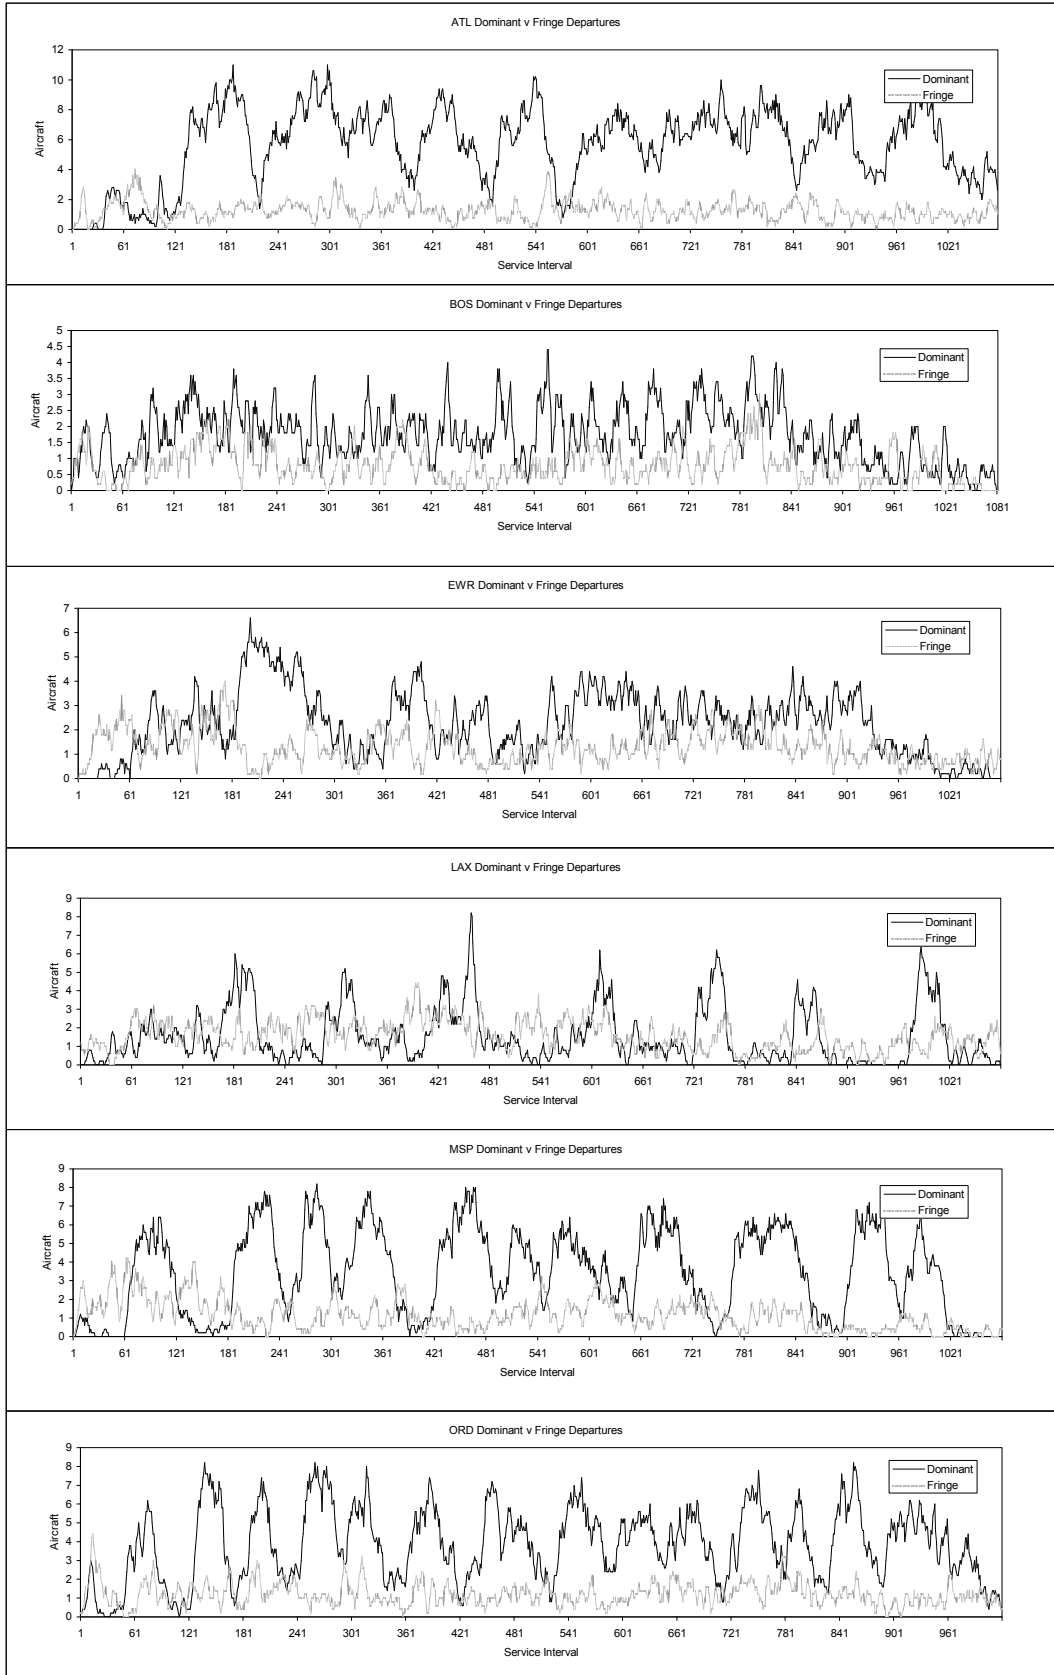 ATL Dominant v Fringe Departures
12
10
8
6
4
2
0
1 61 121 181 241 301 361 421 481 541 601 661 721 781 841 901 961 1021
Aircraft
Service Interval
Dominant
Fringe
BOS Dominant v Fringe Departures
5
4.5
4
3.5
3
2.5
2
1.5
1
0.5
0
1 61 121 181 241 301 361 421 481 541 601 661 721 781 841 901 961 1021 1081
Aircraft
Service Interval
Dominant
Fringe
EWR Dominant v Fringe Departures
7
6
5
4
3
2
1
0
1 61 121 181 241 301 361 421 481 541 601 661 721 781 841 901 961 1021
Aircraft
Service Interval
Dominant
Fringe
LAX Dominant v Fringe Departures
9
8
7
6
5
4
3
2
1
0
1 61 121 181 241 301 361 421 481 541 601 661 721 781 841 901 961 1021
Aircraft
Service Interval
Dominant
Fringe
MSP Dominant v Fringe Departures
9
8
7
6
5
4
3
2
1
0
1 61 121 181 241 301 361 421 481 541 601 661 721 781 841 901 961 1021
Aircraft
Service Interval
Dominant
Fringe
ORD Dominant v Fringe Departures
9
8
7
6
5
4
3
2
1
0
1 61 121 181 241 301 361 421 481 541 601 661 721 781 841 901 961
Aircraft
Service Interval
Dominant
Fringe